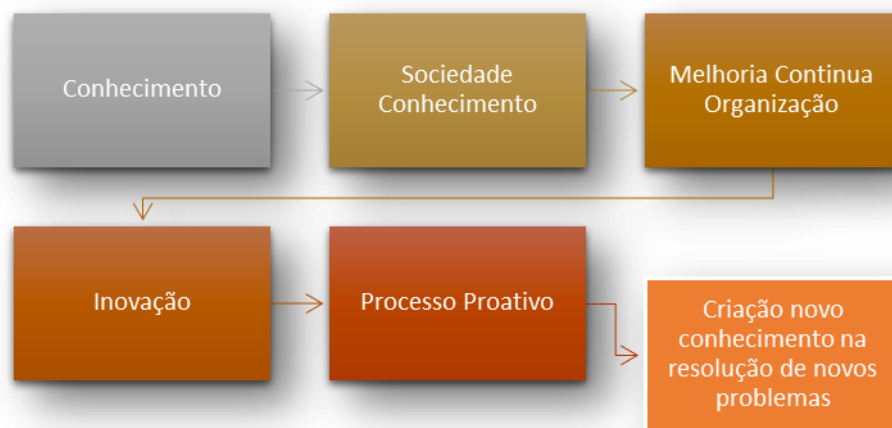 Conhecimento
Sociedade
Conhecimento
Melhoria Continua
Organização
Inovação
Processo Proativo
Criação novo
conhecimento na
resolução de novos
problemas